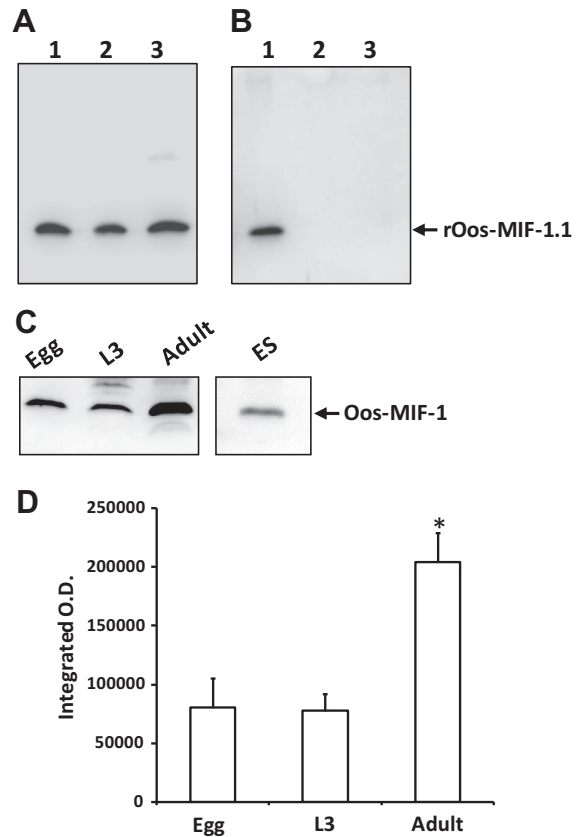 A
B
1 2 3
1 2 3
rOos-MIF-1.1
C
Egg L3 Adult
ES
Oos-MIF-1
D
250000
200000
150000
100000
50000
0
Integrated O.D.
*
Egg L3 Adult